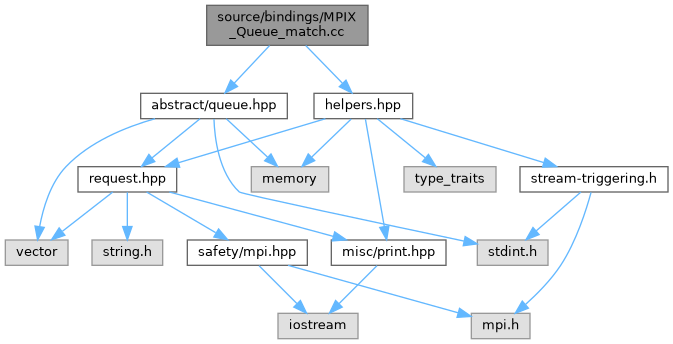 source/bindings/MPIX
_Queue_match.cc
abstract/queue.hpp
helpers.hpp
request.hpp
memory
type_traits
stream-triggering.h
vector
string.h
safety/mpi.hpp
misc/print.hpp
stdint.h
iostream
mpi.h